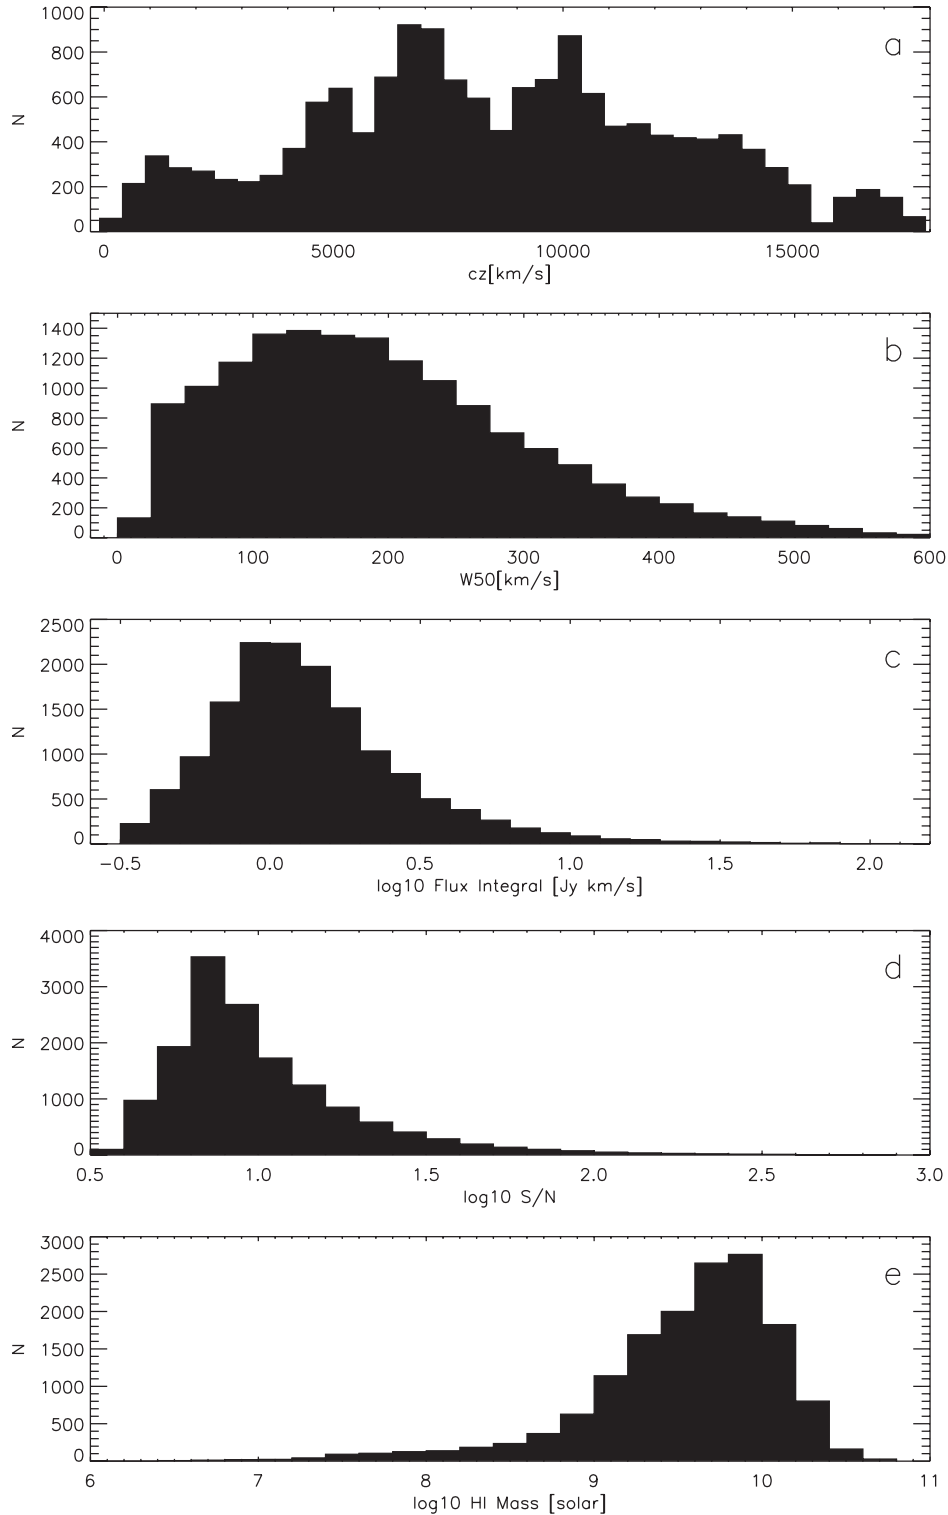 1000
a
800
600
N
400
200
0
0 5000 10000 15000
cz[km/s]
1400
b
1200
1000
N
800
600
400
200
0
0 100 200 300 400 500 600
W50[km/s]
2500
c
2000
1500
N
1000
500
0
−0.5 0.0 0.5 1.0 1.5 2.0
log10 Flux Integral [Jy km/s]
4000
d
3000
N
2000
1000
0
0.5 1.0 1.5 2.0 2.5 3.0
log10 S/N
3000
e
2500
2000
N
1500
1000
500
0
6 7 8 9 10 11
log10 HI Mass [solar]